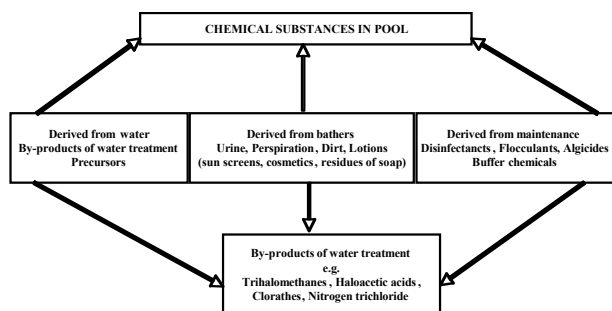 CHEMICAL SUBSTANCES IN POOL
Derived from water
By-products of water treatment
Precursors
Derived from bathers
Urine, Perspiration, Dirt, Lotions
(sun screens, cosmetics, residues of soap)
Derived from maintenance
Disinfectancts, Flocculants, Algicides
Buffer chemicals
By-products of water treatment
e.g.
Trihalomethanes, Haloacetic acids,
Clorathes, Nitrogen trichloride